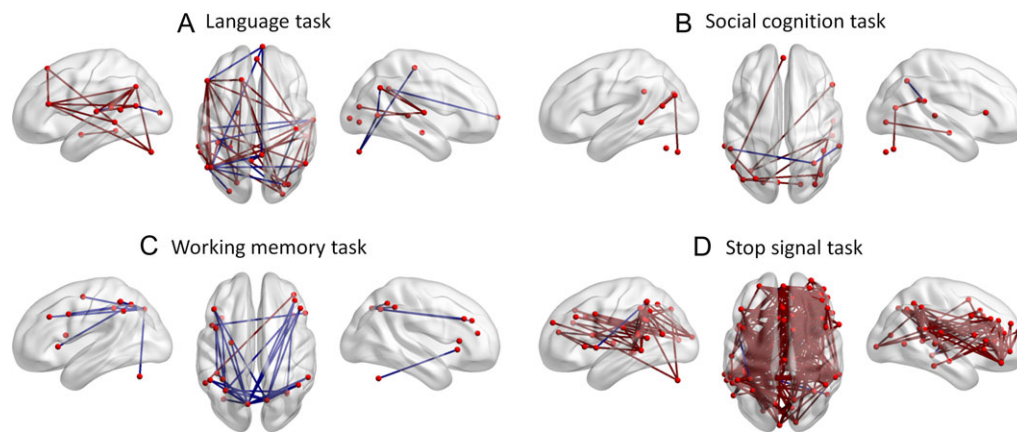 A Language task
B Social cognition task
C Working memory task
D Stop signal task